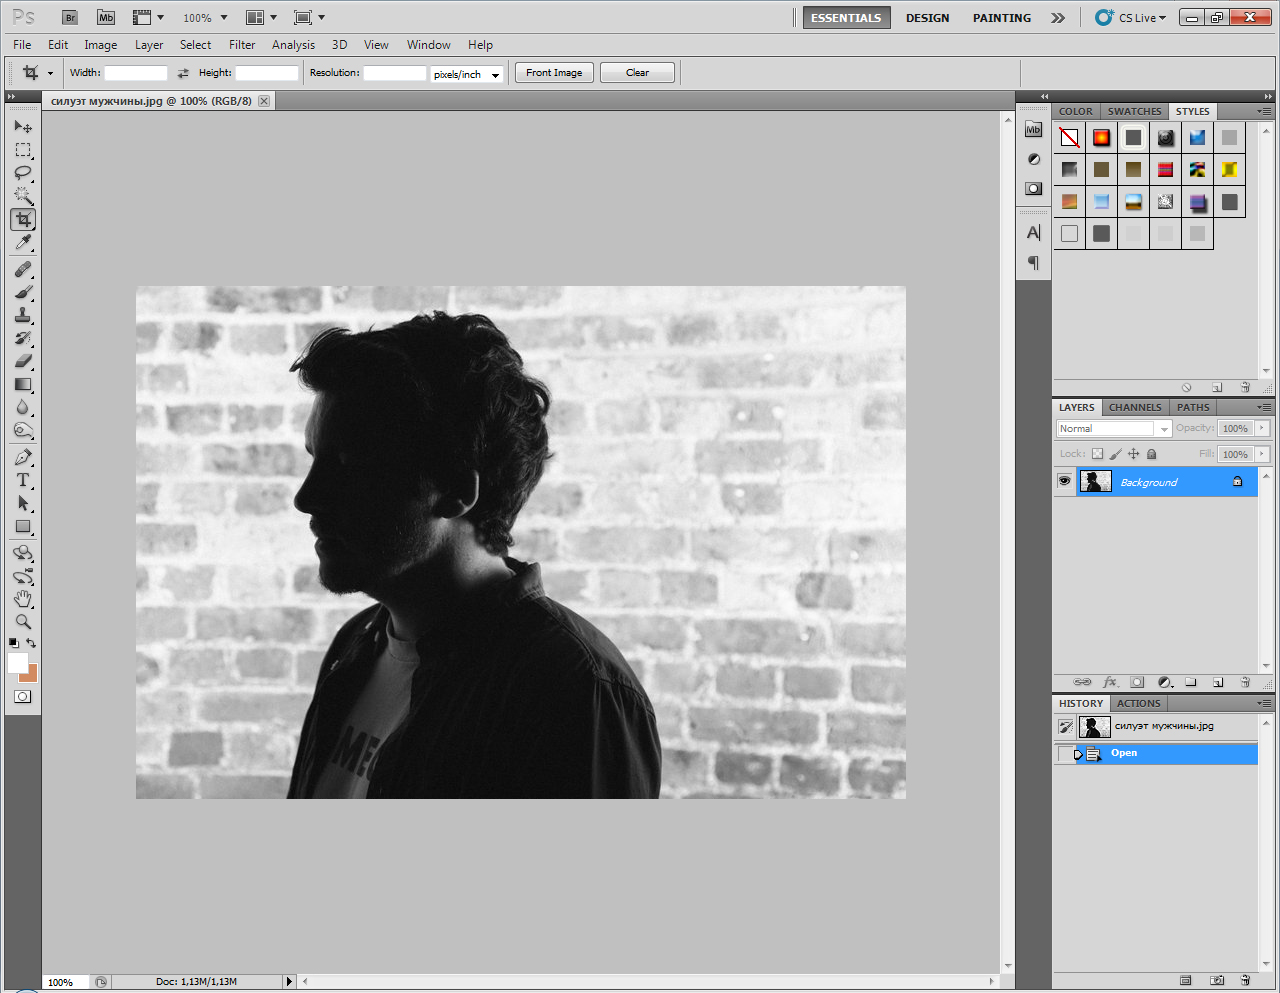 Ps Br Mb 100% ESSENTIALS DESIGN PAINTING CS Live
File Edit Image Layer Select Filter Analysis 3D View Window Help
Width: Height: Resolution: pixels/inch Front Image Clear
силуэт мужчины.jpg @ 100% (RGB/8)
COLOR SWATCHES STYLES
Mb
A
T
LAYERS CHANNELS PATHS
Normal Opacity: 100%
Lock: Fill: 100%
Background
fx
HISTORY ACTIONS
силуэт мужчины.jpg
Open
100% Doc: 1,13M/1,13M